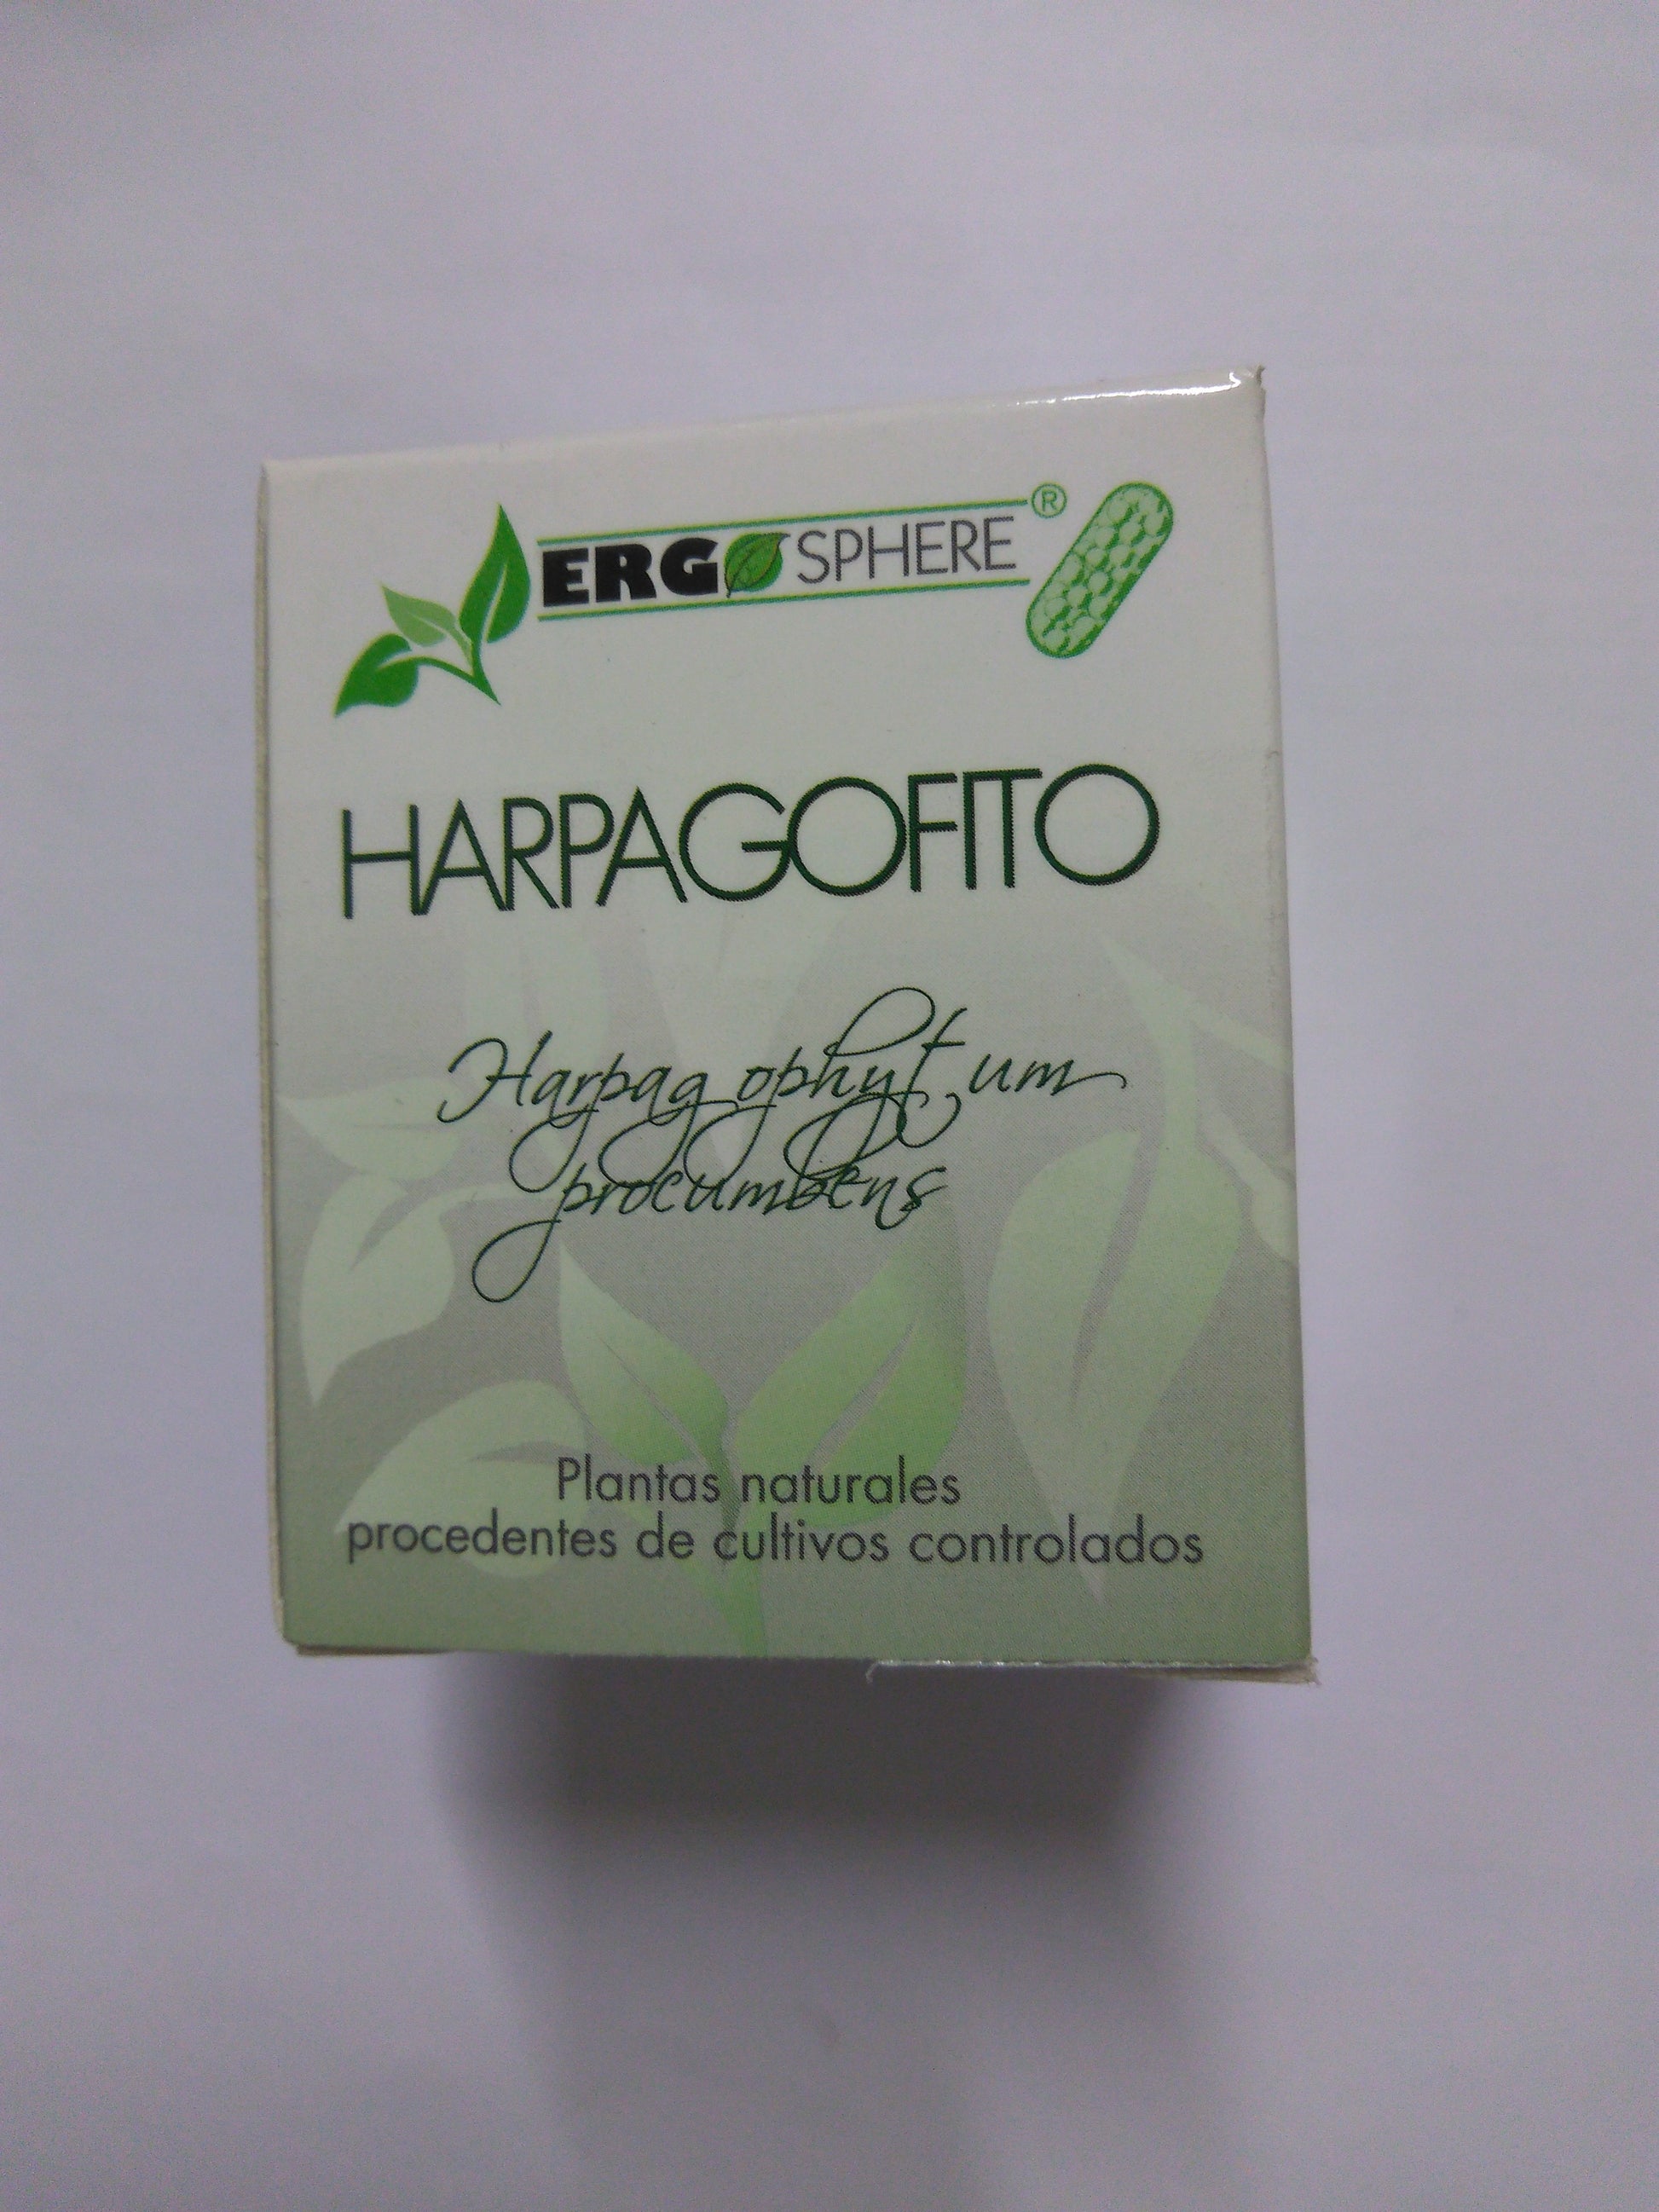 ERGOSPHERE®
HARPAGOFITO
Harpagophytum
procumbens
Plantas naturales
procedentes de cultivos controlados